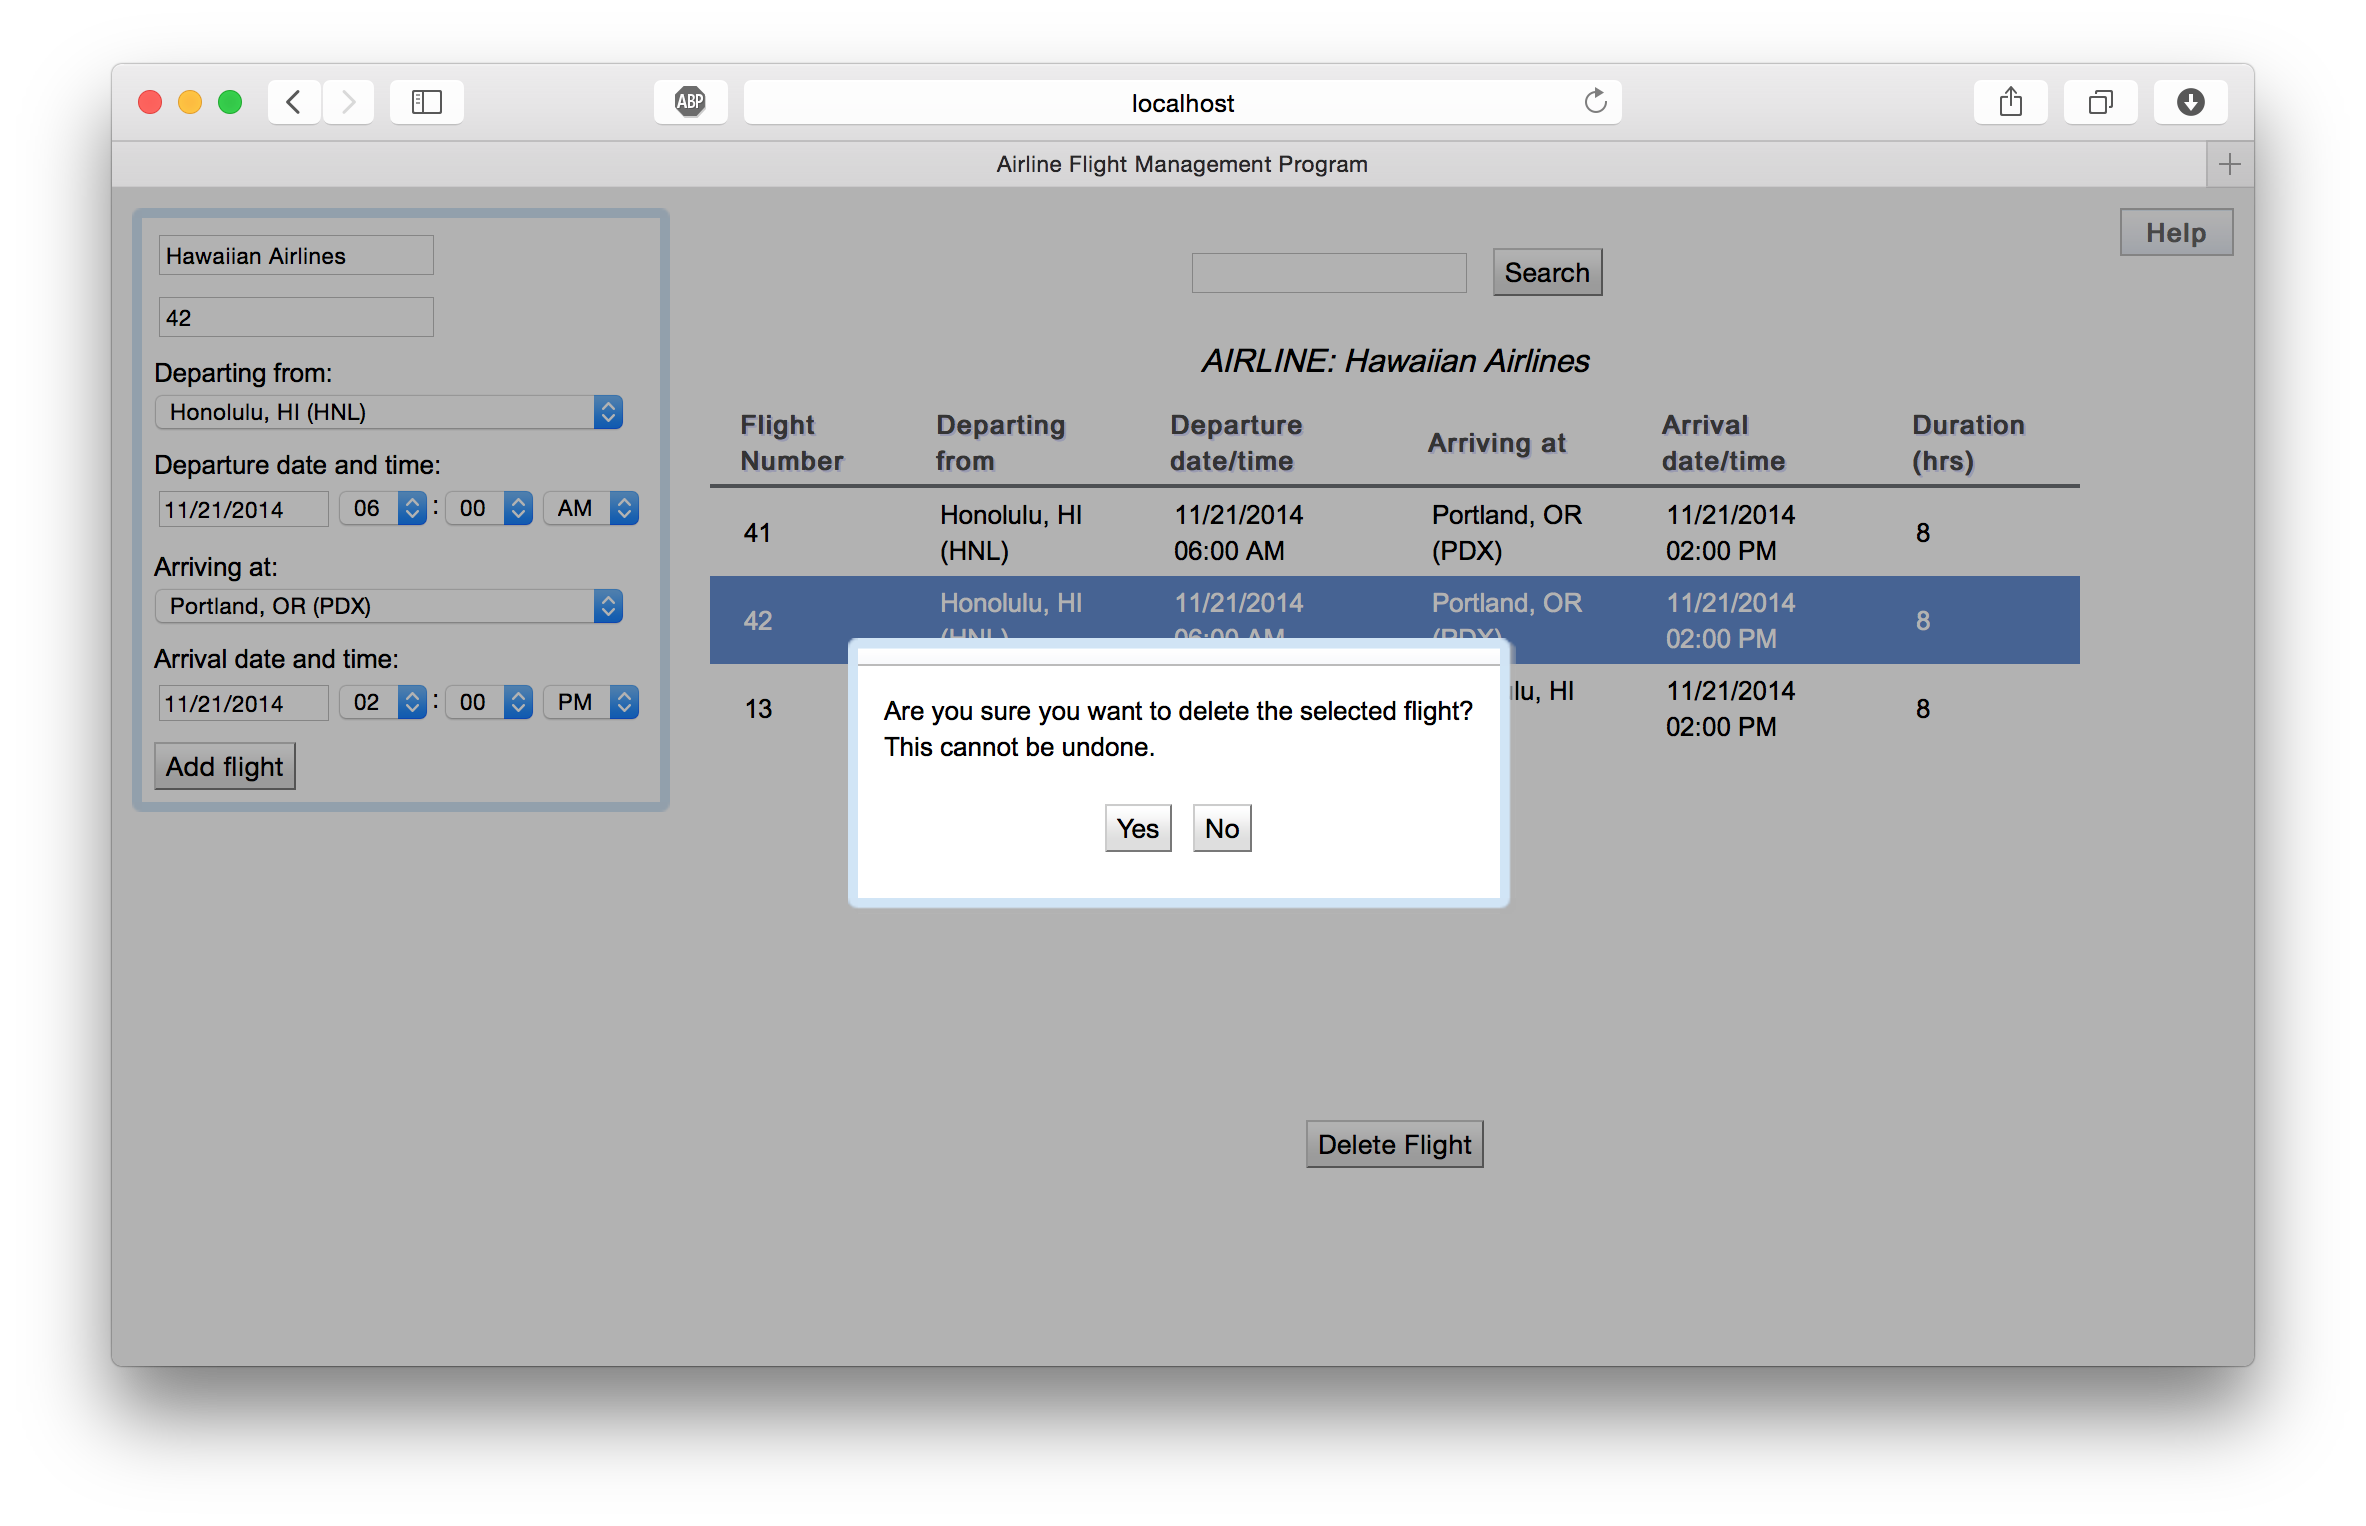 ABP
localhost
Airline Flight Management Program
Hawaiian Airlines
42
Departing from:
Honolulu, HI (HNL)
Departure date and time:
11/21/2014 06 : 00 AM
Arriving at:
Portland, OR (PDX)
Arrival date and time:
11/21/2014 02 : 00 PM
Add flight
Help
Search
AIRLINE: Hawaiian Airlines
Flight Departing Departure Arriving at Arrival Duration
Number from date/time date/time (hrs)
41 Honolulu, HI 11/21/2014 Portland, OR 11/21/2014 8
(HNL) 06:00 AM (PDX) 02:00 PM
42 Honolulu, HI 11/21/2014 Portland, OR 11/21/2014 8
(HNL) 06:00 AM (PDX) 02:00 PM
13 lu, HI 11/21/2014 8
02:00 PM
Are you sure you want to delete the selected flight?
This cannot be undone.
Yes No
Delete Flight